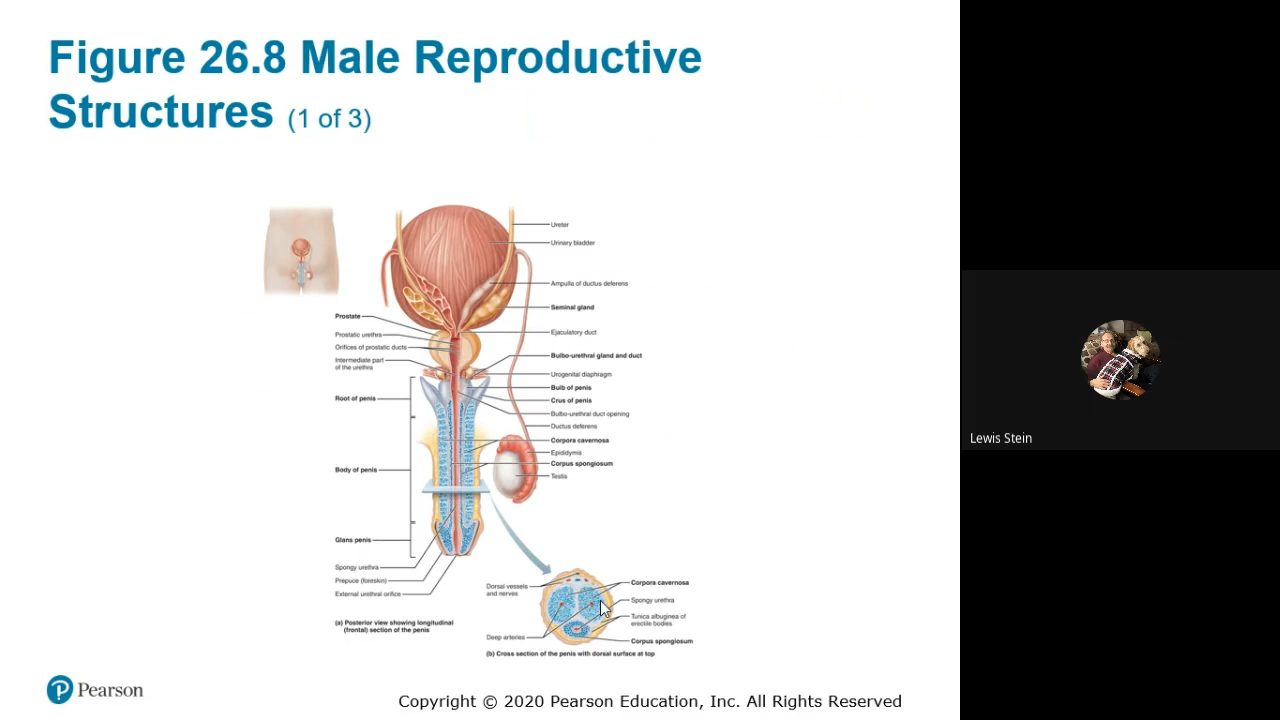 Figure 26.8 Male Reproductive
Structures (1 of 3)
Ureter
Urinary bladder
Ampulla of ductus deferens
Seminal gland
Prostate
Prostatic urethra
Ejaculatory duct
Orifices of prostatic ducts
Bulbo-urethral gland and duct
Intermediate part
of the urethra
Urogenital diaphragm
Bulb of penis
Root of penis
Crus of penis
Bulbo-urethral duct opening
Ductus deferens
Corpora cavernosa
Epididymis
Corpus spongiosum
Body of penis
Testis
Glans penis
Spongy urethra
Prepuce (foreskin)
External urethral orifice
Dorsal vessels
and nerves
Corpora cavernosa
Spongy urethra
Tunica albuginea of
erectile bodies
Deep arteries
Corpus spongiosum
(a) Posterior view showing longitudinal
(frontal) section of the penis
(b) Cross section of the penis with dorsal surface at top
Lewis Stein
P Pearson
Copyright © 2020 Pearson Education, Inc. All Rights Reserved